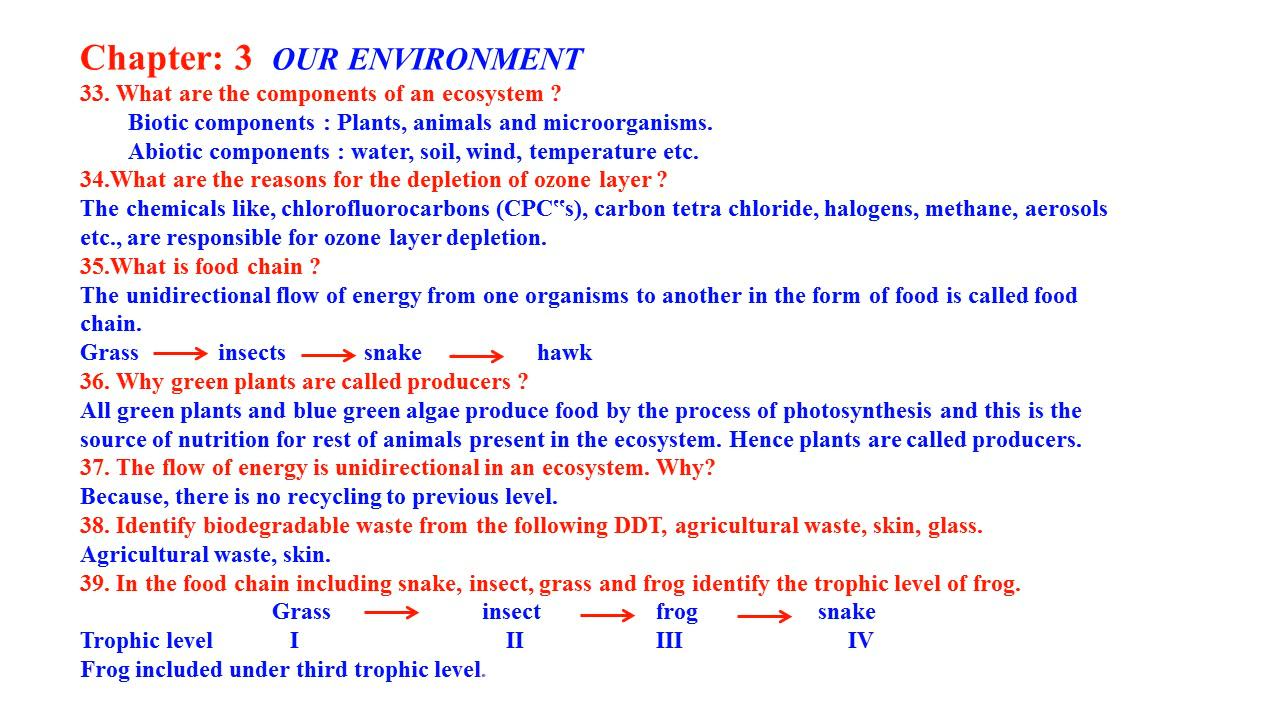 Chapter: 3 OUR ENVIRONMENT
33. What are the components of an ecosystem ?
Biotic components : Plants, animals and microorganisms.
Abiotic components : water, soil, wind, temperature etc.
34.What are the reasons for the depletion of ozone layer ?
The chemicals like, chlorofluorocarbons (CPC‟s), carbon tetra chloride, halogens, methane, aerosols
etc., are responsible for ozone layer depletion.
35.What is food chain ?
The unidirectional flow of energy from one organisms to another in the form of food is called food
chain.
Grass → insects → snake → hawk
36. Why green plants are called producers ?
All green plants and blue green algae produce food by the process of photosynthesis and this is the
source of nutrition for rest of animals present in the ecosystem. Hence plants are called producers.
37. The flow of energy is unidirectional in an ecosystem. Why?
Because, there is no recycling to previous level.
38. Identify biodegradable waste from the following DDT, agricultural waste, skin, glass.
Agricultural waste, skin.
39. In the food chain including snake, insect, grass and frog identify the trophic level of frog.
Grass → insect → frog → snake
Trophic level I II III IV
Frog included under third trophic level.